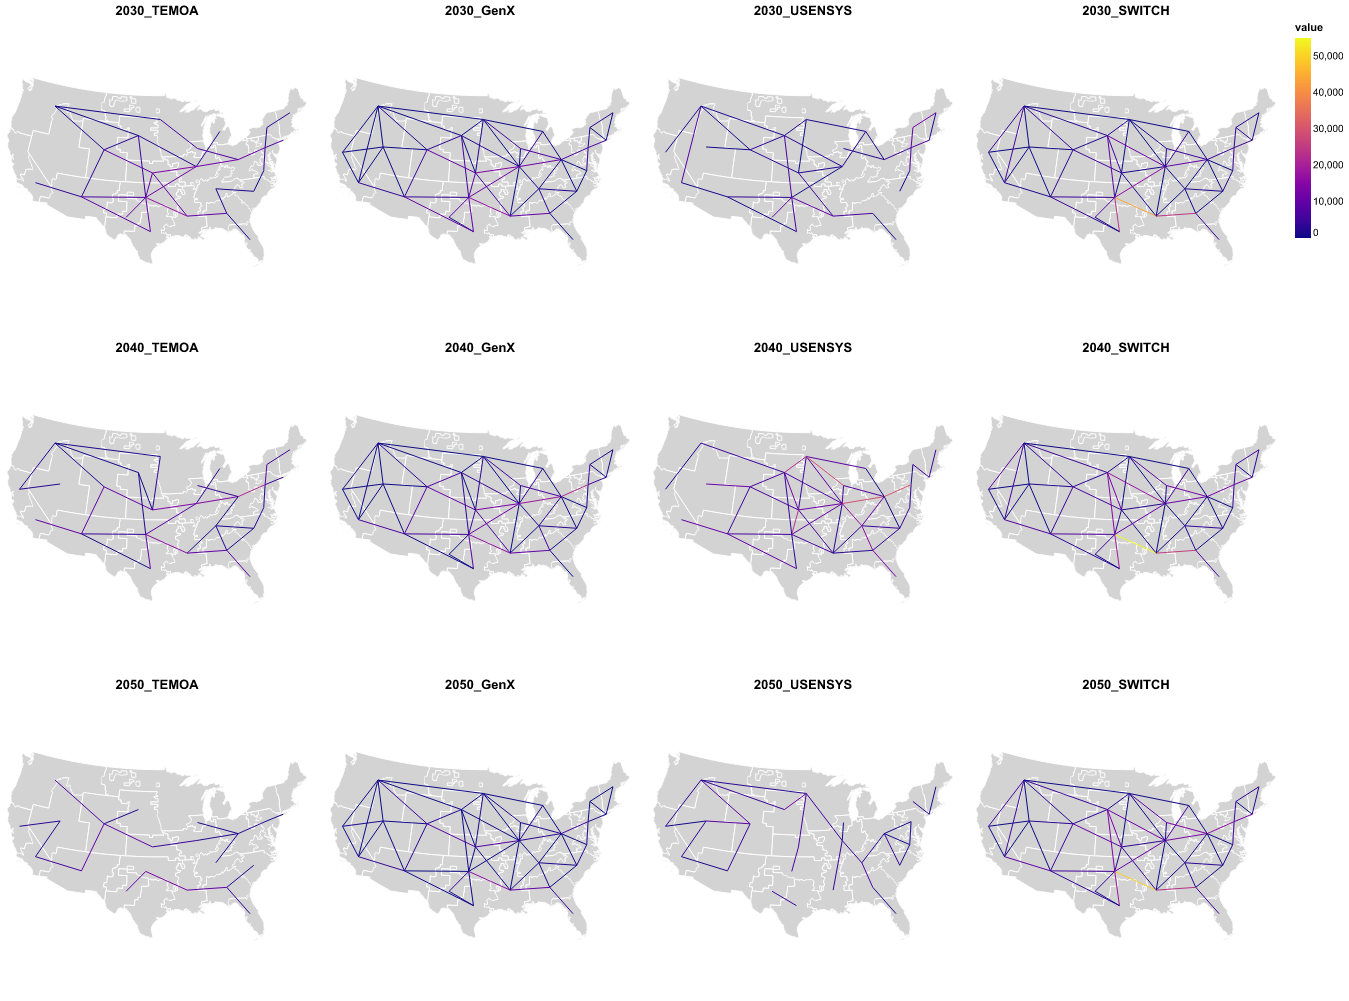 2030_TEMOA
2030_GenX
2030_USENSYS
2030_SWITCH
value
50,000
40,000
30,000
20,000
10,000
0
2040_TEMOA
2040_GenX
2040_USENSYS
2040_SWITCH
2050_TEMOA
2050_GenX
2050_USENSYS
2050_SWITCH